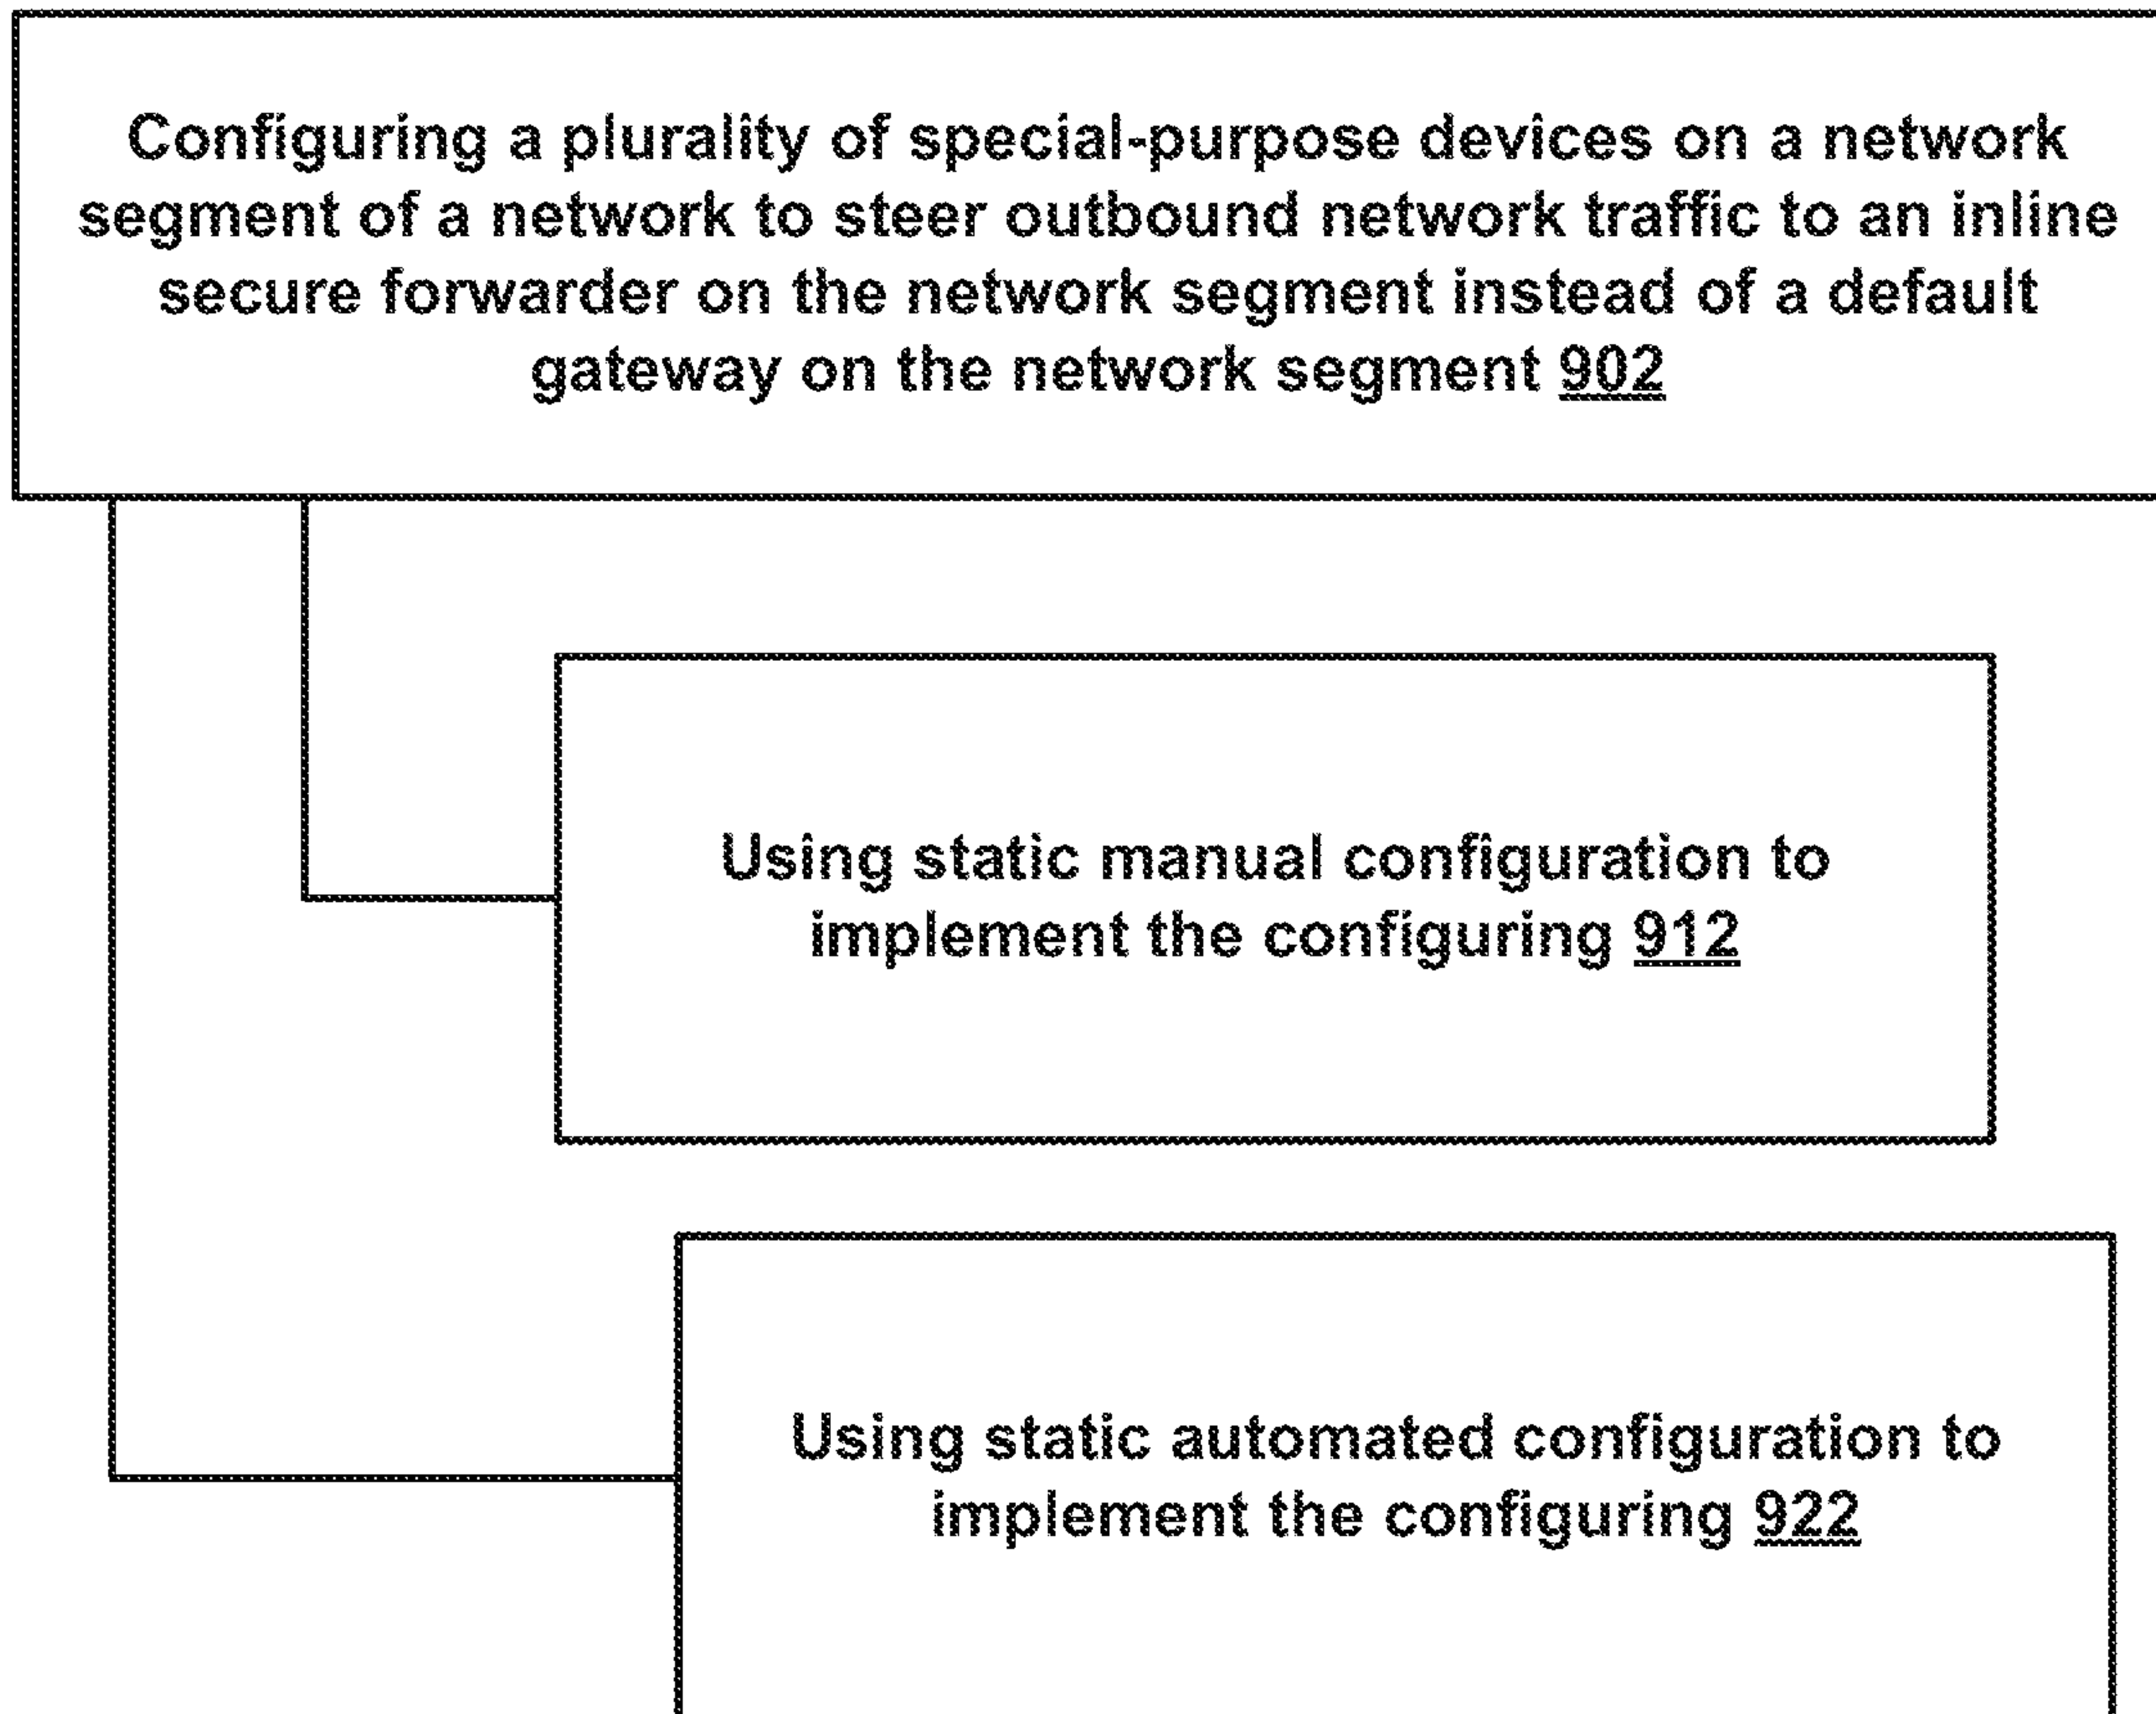 Configuring a plurality of special-purpose devices on a network
segment of a network to steer outbound network traffic to an inline
secure forwarder on the network segment instead of a default
gateway on the network segment 902
Using static manual configuration to
implement the configuring 912
Using static automated configuration to
implement the configuring 922